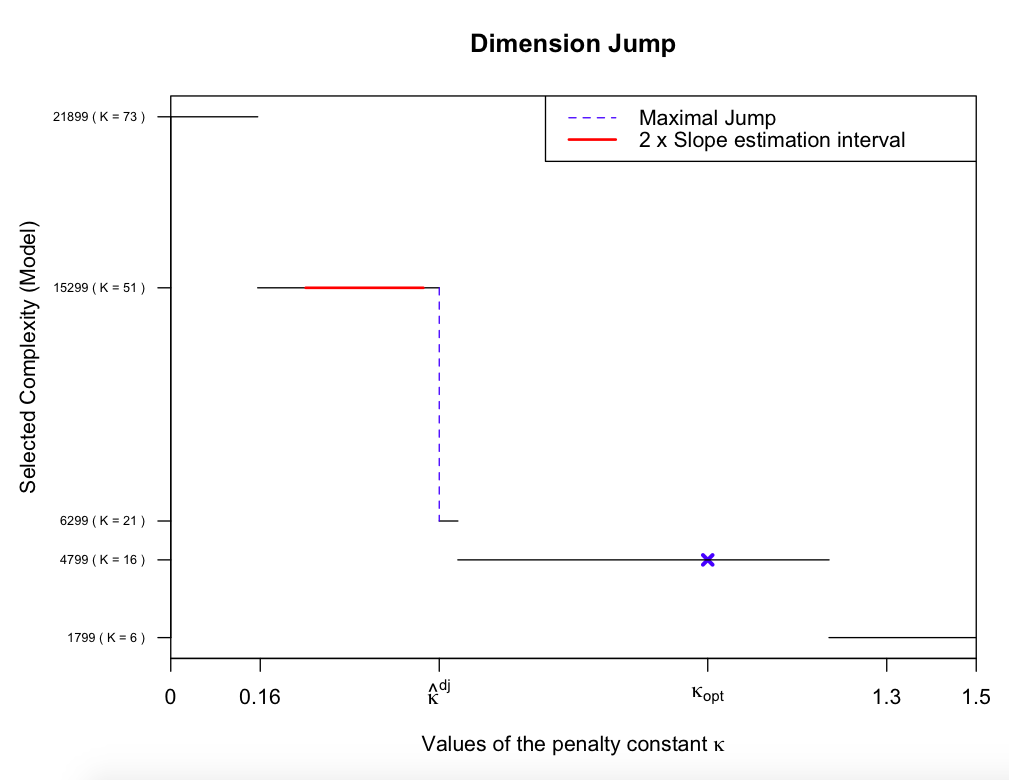 Dimension Jump
Maximal Jump
2 x Slope estimation interval
Selected Complexity (Model)
21899 ( K = 73 )
15299 ( K = 51 )
6299 ( K = 21 )
4799 ( K = 16 )
1799 ( K = 6 )
0 0.16 κ̂^dj κ_opt 1.3 1.5
Values of the penalty constant κ